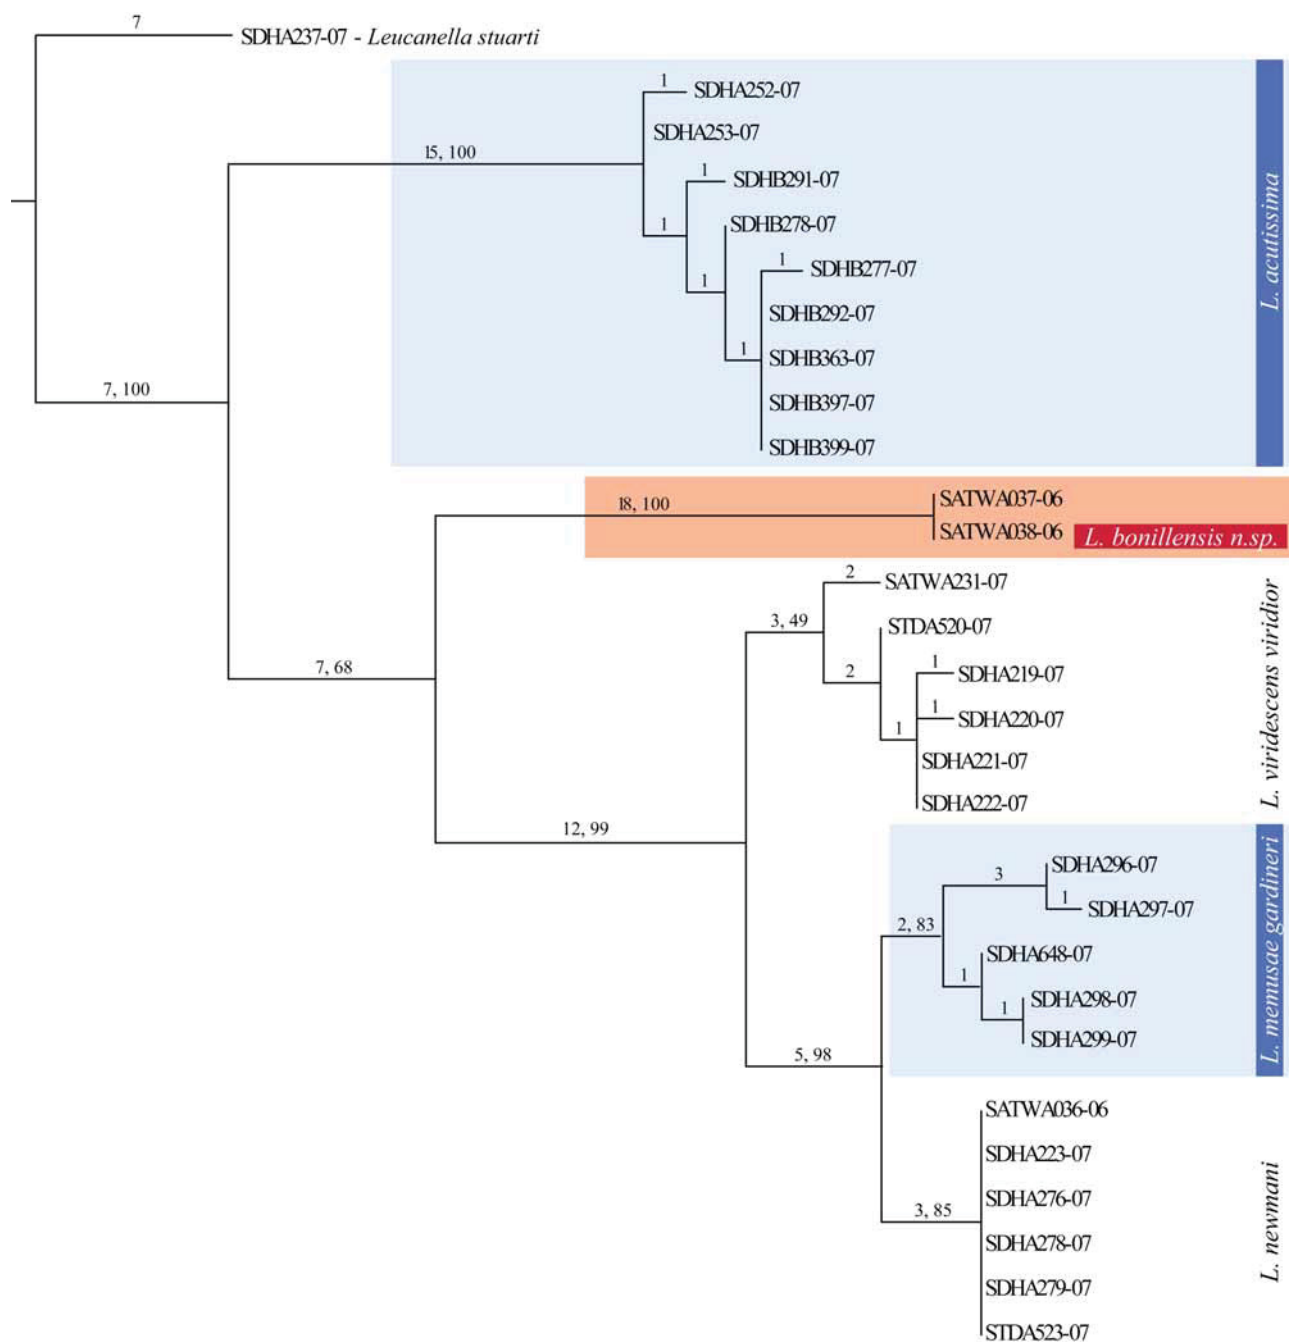 7
SDHA237-07 - Leucanella stuarti
1
SDHA252-07
SDHA253-07
15, 100
1
SDHB291-07
1
SDHB278-07
1
SDHB277-07
1
SDHB292-07
1
SDHB363-07
SDHB397-07
SDHB399-07
L. acutissima
7, 100
18, 100
SATWA037-06
SATWA038-06
L. bonillensis n.sp.
2
SATWA231-07
3, 49
STDA520-07
2
1
SDHA219-07
1
SDHA220-07
1
SDHA221-07
SDHA222-07
L. viridescens viridior
7, 68
12, 99
3
SDHA296-07
1
SDHA297-07
2, 83
SDHA648-07
1
SDHA298-07
1
SDHA299-07
L. memusae gardineri
5, 98
SATWA036-06
SDHA223-07
SDHA276-07
3, 85
SDHA278-07
SDHA279-07
STDA523-07
L. newmani